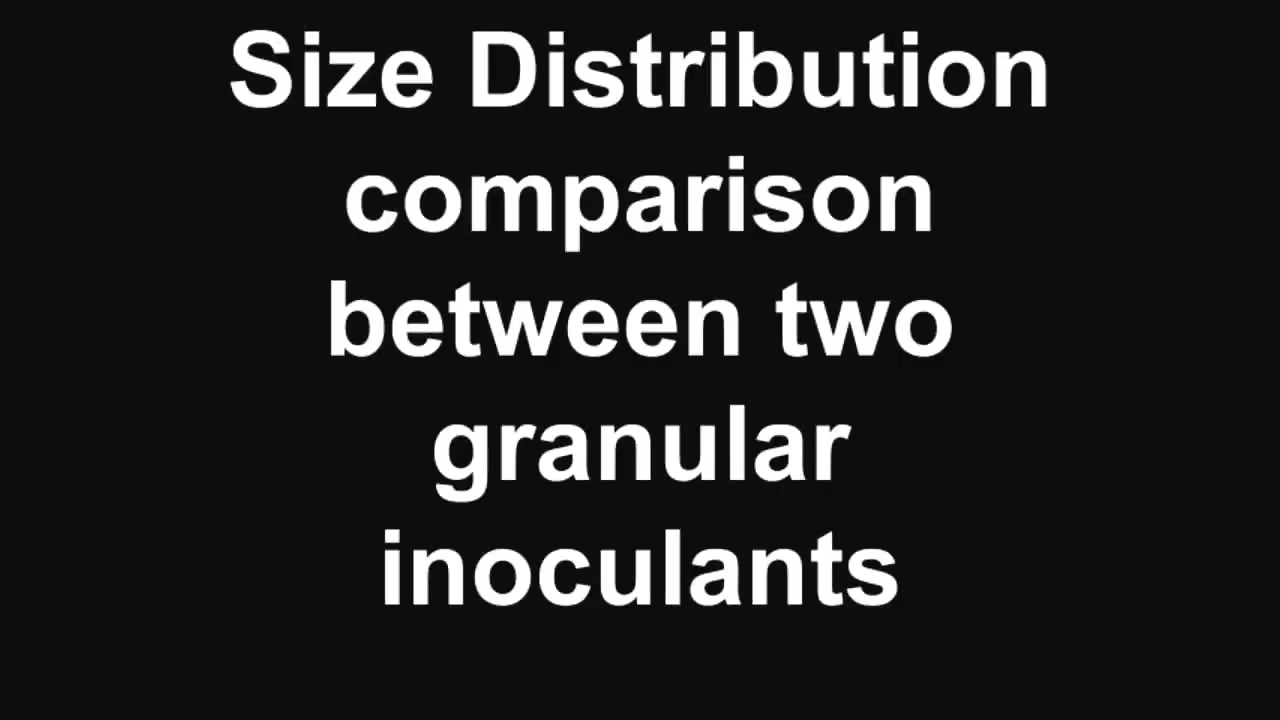 Size Distribution
comparison
between two
granular
inoculants